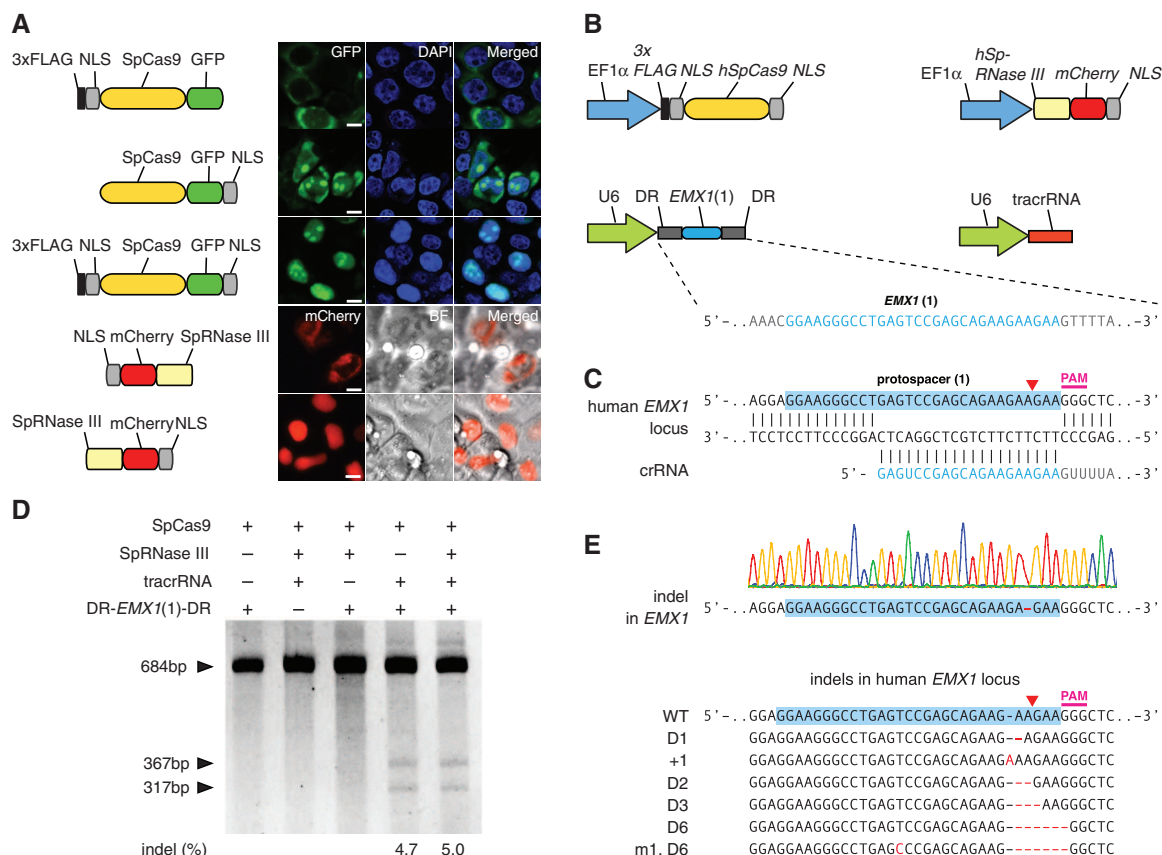 A
3xFLAG NLS SpCas9 GFP
SpCas9 GFP NLS
3xFLAG NLS SpCas9 GFP NLS
NLS mCherry SpRNase III
SpRNase III mCherry NLS
GFP DAPI Merged
mCherry BF Merged
B
EF1α 3x FLAG NLS hSpCas9 NLS
EF1α hSp-RNase III mCherry NLS
U6 DR EMX1(1) DR
U6 tracrRNA
EMX1 (1)
5'-..AAACGGAAGGGCCTGAGTCCGAGCAGAAGAAGAAGTTTTA..-3'
C
protospacer (1) PAM
human EMX1 locus
5'-..AGGAGGAAGGGCCTGAGTCCGAGCAGAAGAAGAAGGGCTC..-3'
3'-TCCTCCTTCCCGGACTCAGGCTCGTCTTCTTCTTCCCGAG..-5'
crRNA 5'- GAGUCCGAGCAGAAGAAGAAGUUUUA..-3'
D
SpCas9 + + + + +
SpRNase III – + + – +
tracrRNA – + – + +
DR-EMX1(1)-DR + – + + +
684bp
367bp
317bp
indel (%) 4.7 5.0
E
indel in EMX1
5'-..AGGAGGAAGGGCCTGAGTCCGAGCAGAAGA-GAAGGGCTC..-3'
indels in human EMX1 locus
PAM
WT 5'-..GGAGGAAGGGCCTGAGTCCGAGCAGAAG-AAGAAGGGCTC..-3'
D1 GGAGGAAGGGCCTGAGTCCGAGCAGAAG--AGAAGGGCTC
+1 GGAGGAAGGGCCTGAGTCCGAGCAGAAGAAAGAAGGGCTC
D2 GGAGGAAGGGCCTGAGTCCGAGCAGAAG---GAAGGGCTC
D3 GGAGGAAGGGCCTGAGTCCGAGCAGAAG----AAGGGCTC
D6 GGAGGAAGGGCCTGAGTCCGAGCAGAAG-------GGCTC
m1, D6 GGAGGAAGGGCCTGAGCCCGAGCAGAAG-------GGCTC